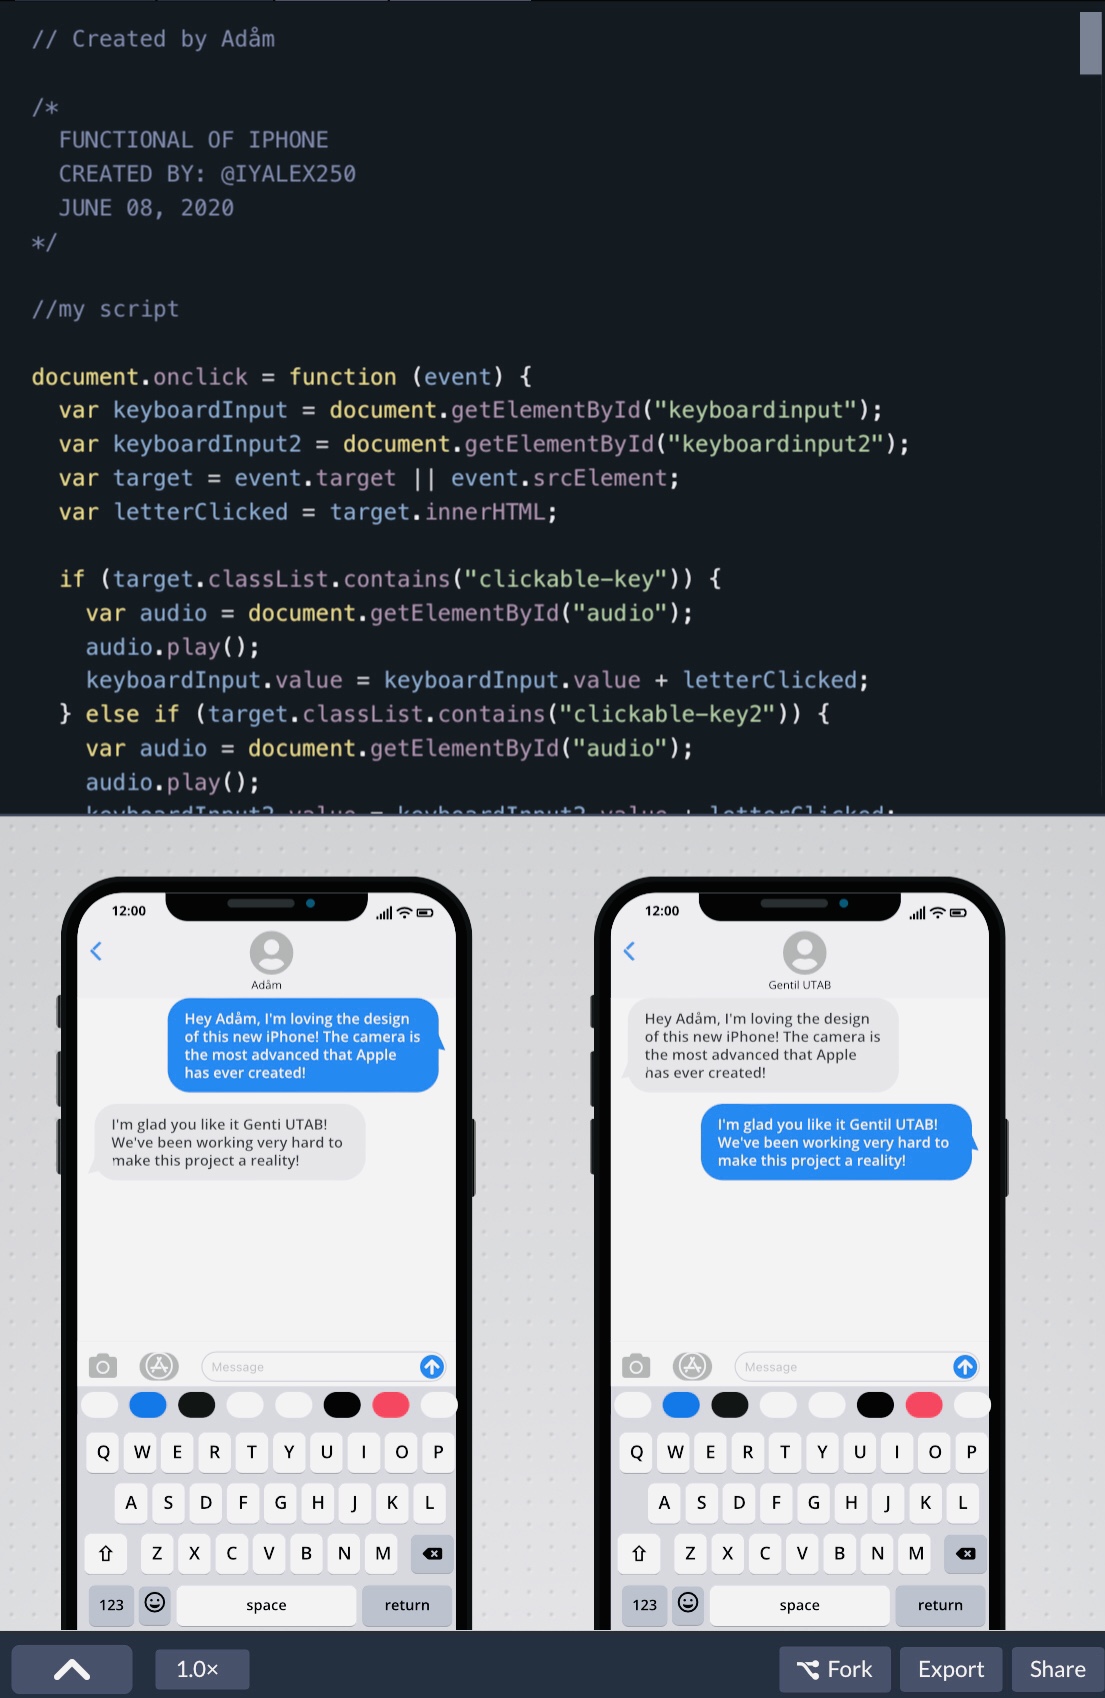 // Created by Adåm
/*
FUNCTIONAL OF IPHONE
CREATED BY: @IYALEX250
JUNE 08, 2020
*/
//my script
document.onclick = function (event) {
var keyboardInput = document.getElementById("keyboardinput");
var keyboardInput2 = document.getElementById("keyboardinput2");
var target = event.target || event.srcElement;
var letterClicked = target.innerHTML;
if (target.classList.contains("clickable-key")) {
var audio = document.getElementById("audio");
audio.play();
keyboardInput.value = keyboardInput.value + letterClicked;
} else if (target.classList.contains("clickable-key2")) {
var audio = document.getElementById("audio");
audio.play();
keyboardInput2.value = keyboardInput2.value + letterClicked;
12:00
Adåm
Hey Adåm, I'm loving the design
of this new iPhone! The camera is
the most advanced that Apple
has ever created!
I'm glad you like it Genti UTAB!
We've been working very hard to
make this project a reality!
Message
Q W E R T Y U I O P
A S D F G H J K L
Z X C V B N M
123 space return
12:00
Gentil UTAB
Hey Adåm, I'm loving the design
of this new iPhone! The camera is
the most advanced that Apple
has ever created!
I'm glad you like it Gentil UTAB!
We've been working very hard to
make this project a reality!
Message
Q W E R T Y U I O P
A S D F G H J K L
Z X C V B N M
123 space return
1.0×
Fork
Export
Share